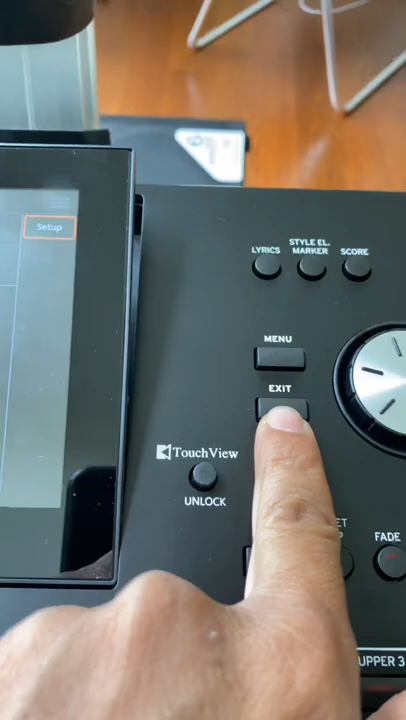 Setup
LYRICS
STYLE EL.
MARKER
SCORE
MENU
EXIT
TouchView
UNLOCK
FADE
UPPER 3